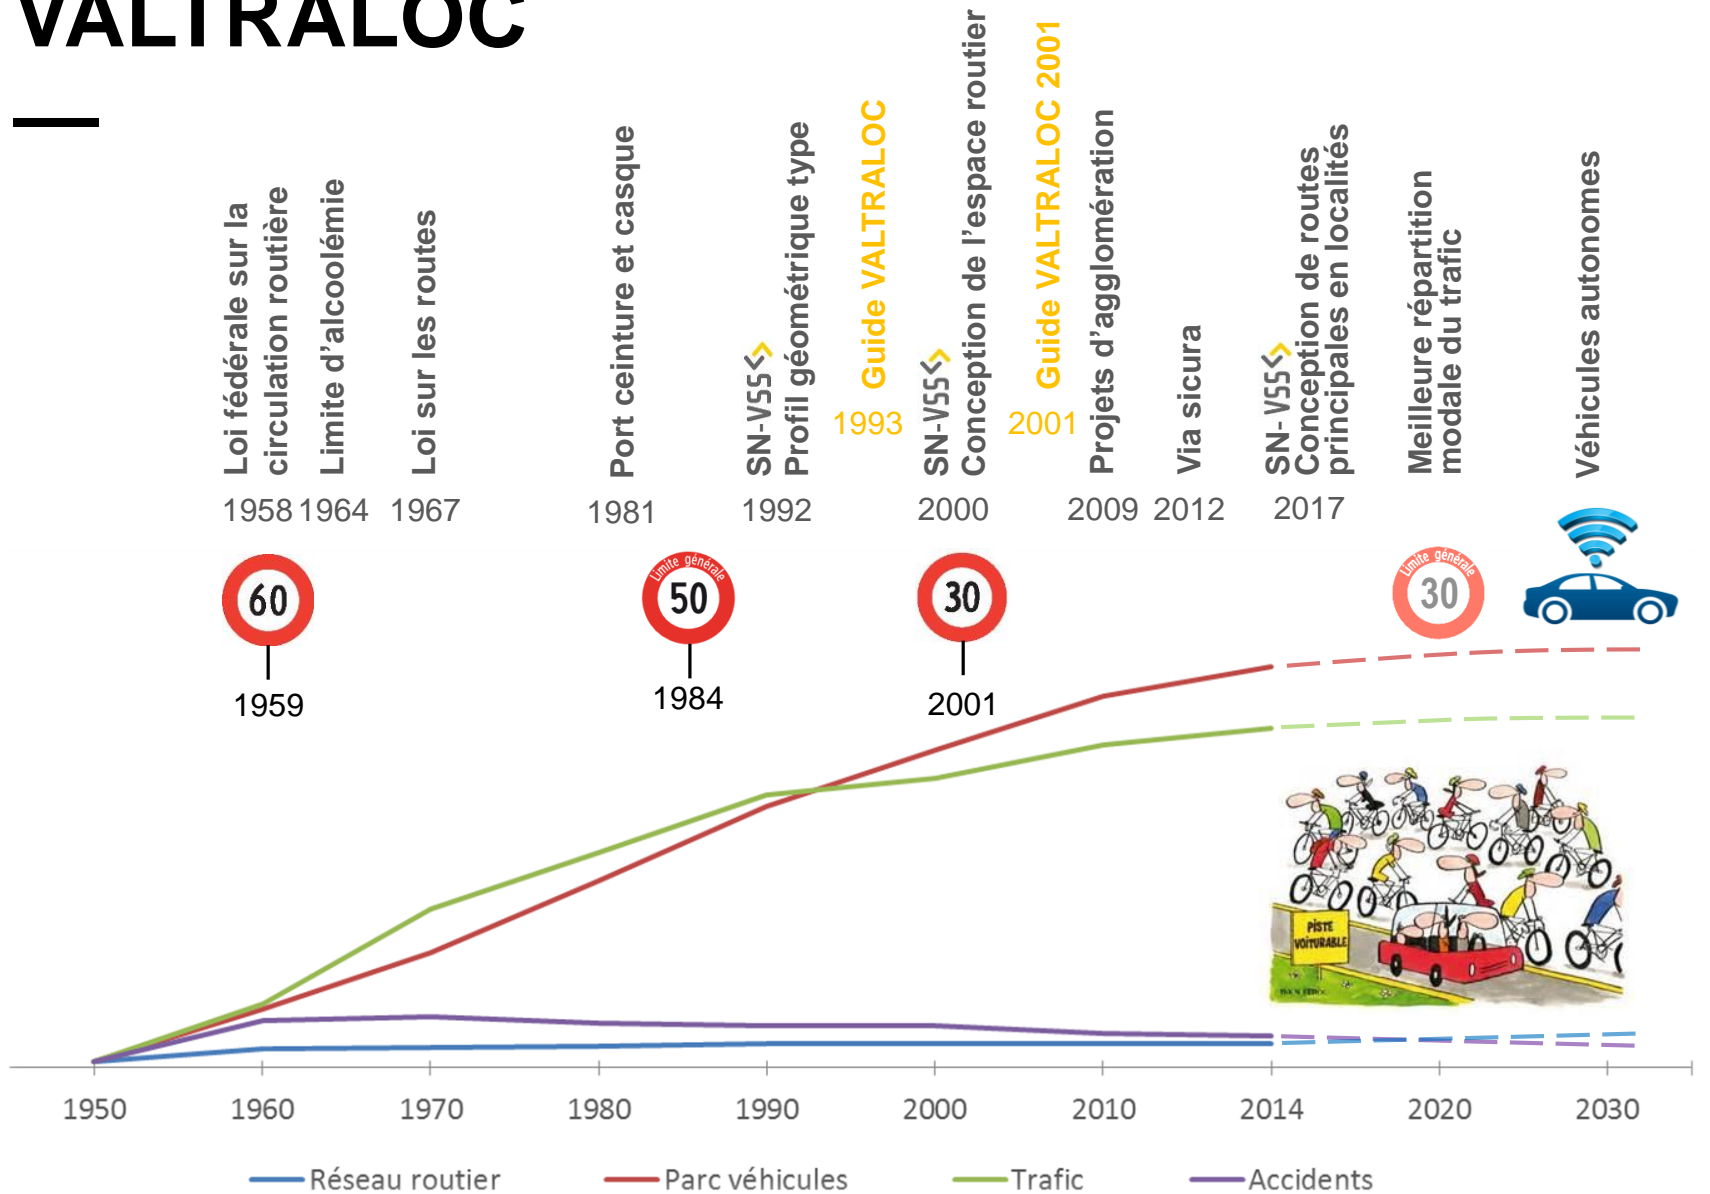 VALTRALOC
Loi fédérale sur la
circulation routière
1958
Limite d'alcoolémie
1964
Loi sur les routes
1967
Port ceinture et casque
1981
SN-VSS
Profil géométrique type
1992
Guide VALTRALOC
1993
SN-VSS
Conception de l'espace routier
2000
Guide VALTRALOC 2001
2001
Projets d'agglomération
2009
Via sicura
2012
SN- VSS
Conception de routes
principales en localités
2017
Meilleure répartition
modale du trafic
Véhicules autonomes
60
1959
Limite générale
50
1984
30
2001
Limite générale
30
PISTE
VOITURABLE
1950 1960 1970 1980 1990 2000 2010 2014 2020 2030
Réseau routier Parc véhicules Trafic Accidents